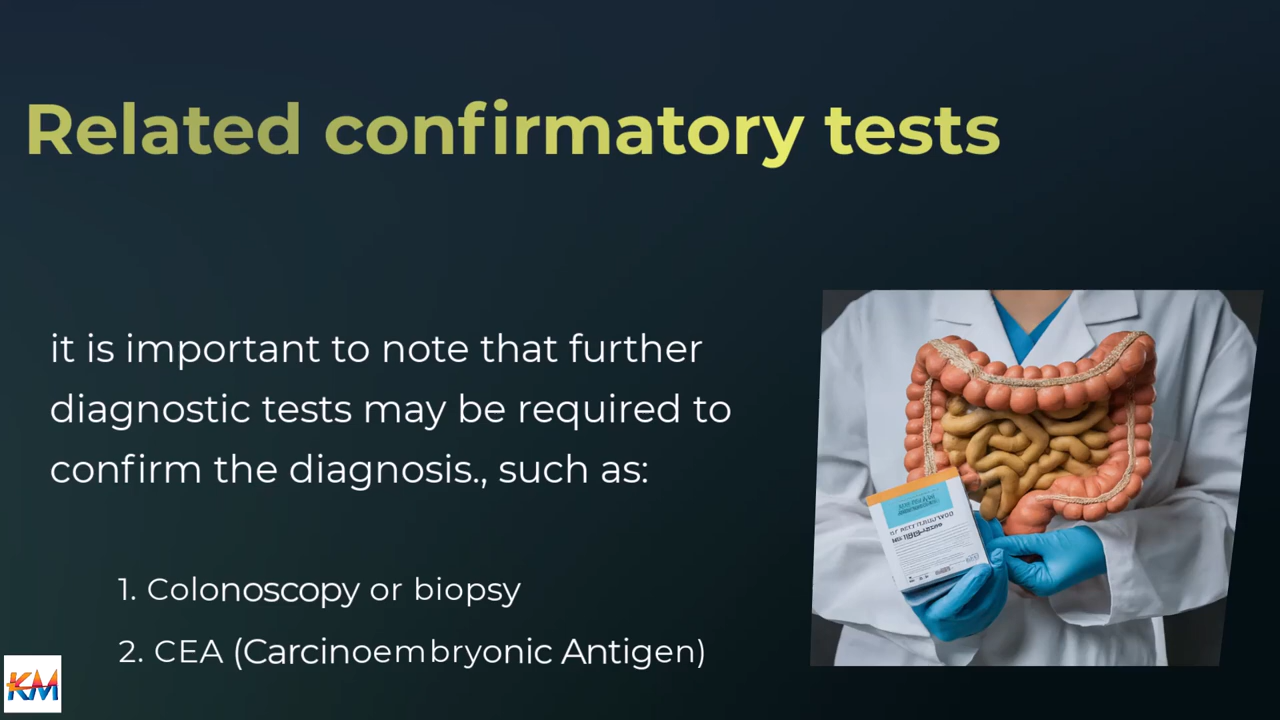 Related confirmatory tests
it is important to note that further
diagnostic tests may be required to
confirm the diagnosis., such as:
1. Colonoscopy or biopsy
2. CEA (Carcinoembryonic Antigen)
KM